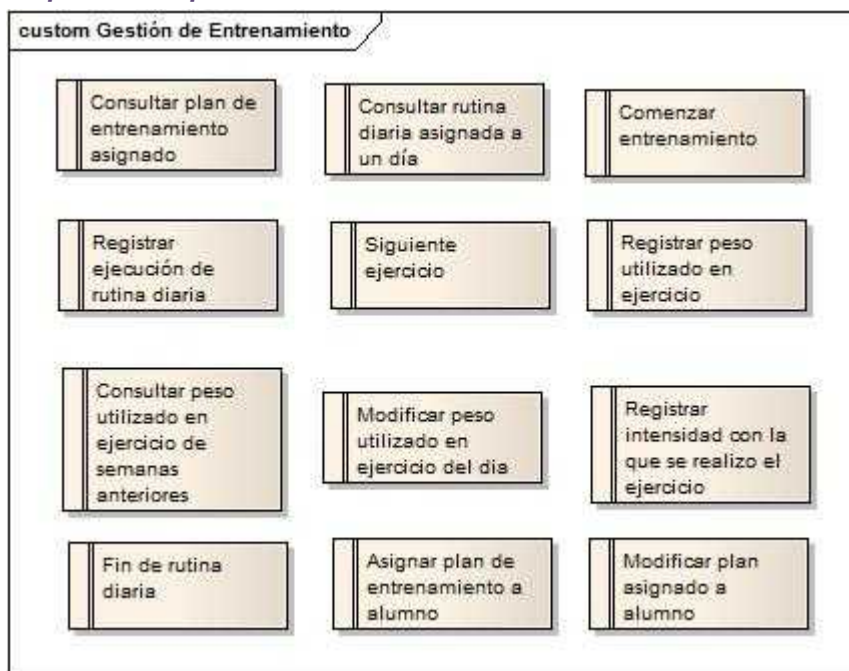 custom Gestión de Entrenamiento
Consultar plan de
entrenamiento
asignado
Consultar rutina
diaria asignada a
un día
Comenzar
entrenamiento
Registrar
ejecución de
rutina diaria
Siguiente
ejercicio
Registrar peso
utilizado en
ejercicio
Consultar peso
utilizado en
ejercicio de
semanas
anteriores
Modificar peso
utilizado en
ejercicio del dia
Registrar
intensidad con la
que se realizo el
ejercicio
Fin de rutina
diaria
Asignar plan de
entrenamiento a
alumno
Modificar plan
asignado a
alumno